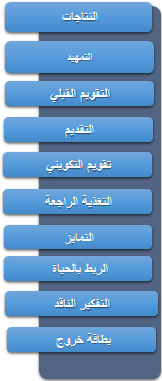 النتاجات
التمهيد
التقويم القبلي
التقديم
تقويم التكويني
التغذية الراجعة
التمايز
الربط بالحياة
التفكير الناقد
بطاقة خروج